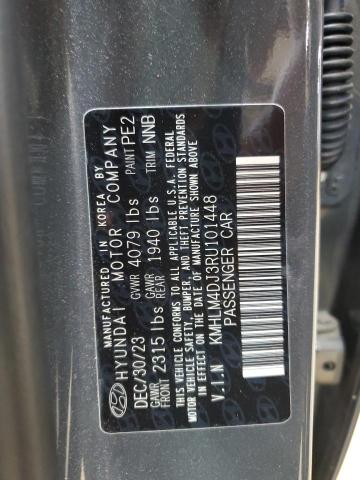 MANUFACTURED IN KOREA BY
HYUNDAI MOTOR COMPANY
DEC/30/23 GVWR 4079 lbs PAINT PE2
GAWR FRONT 2315 lbs GAWR REAR 1940 lbs TRIM NNB
THIS VEHICLE CONFORMS TO ALL APPLICABLE U.S.A. FEDERAL
MOTOR VEHICLE SAFETY, BUMPER, AND THEFT PREVENTION STANDARDS
IN EFFECT ON THE DATE OF MANUFACTURE SHOWN ABOVE.
V.I.N KMHLM4DJ3RU101448
PASSENGER CAR